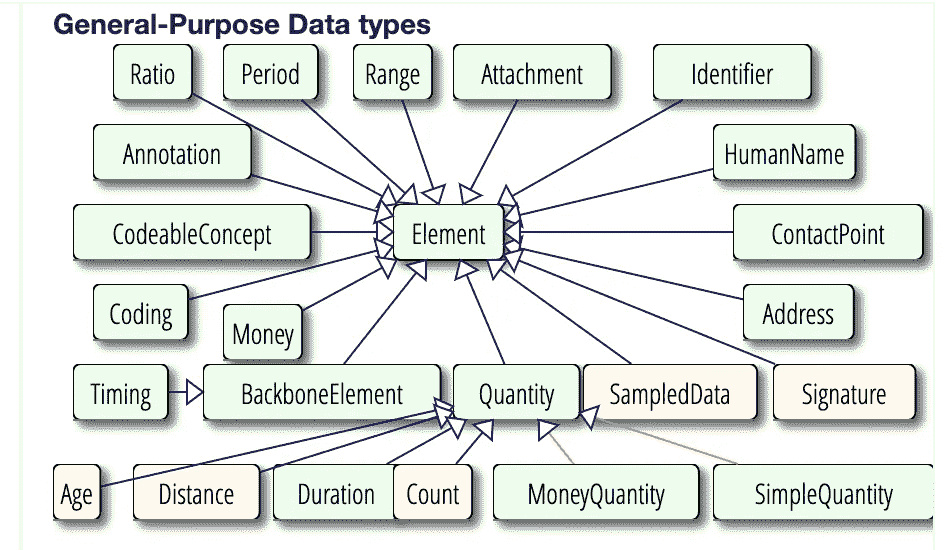 General-Purpose Data types
Ratio
Period
Range
Attachment
Identifier
Annotation
HumanName
CodeableConcept
Element
ContactPoint
Coding
Money
Address
Timing
BackboneElement
Quantity
SampledData
Signature
Age
Distance
Duration
Count
MoneyQuantity
SimpleQuantity